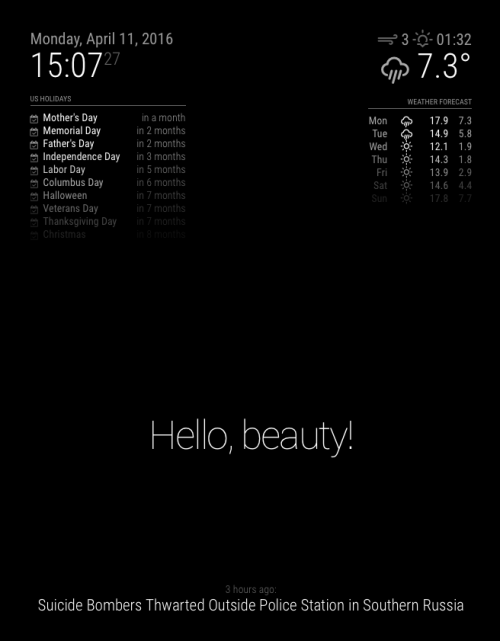 Monday, April 11, 2016
15:0727
US HOLIDAYS
Mother's Day in a month
Memorial Day in 2 months
Father's Day in 2 months
Independence Day in 3 months
Labor Day in 5 months
Columbus Day in 6 months
Halloween in 7 months
Veterans Day in 7 months
Thanksgiving Day in 7 months
Christmas in 8 months
3 01:32
7.3°
WEATHER FORECAST
Mon 17.9 7.3
Tue 14.9 5.8
Wed 12.1 1.9
Thu 14.3 1.8
Fri 13.9 2.9
Sat 14.6 4.4
Sun 17.8 7.7
Hello, beauty!
3 hours ago:
Suicide Bombers Thwarted Outside Police Station in Southern Russia